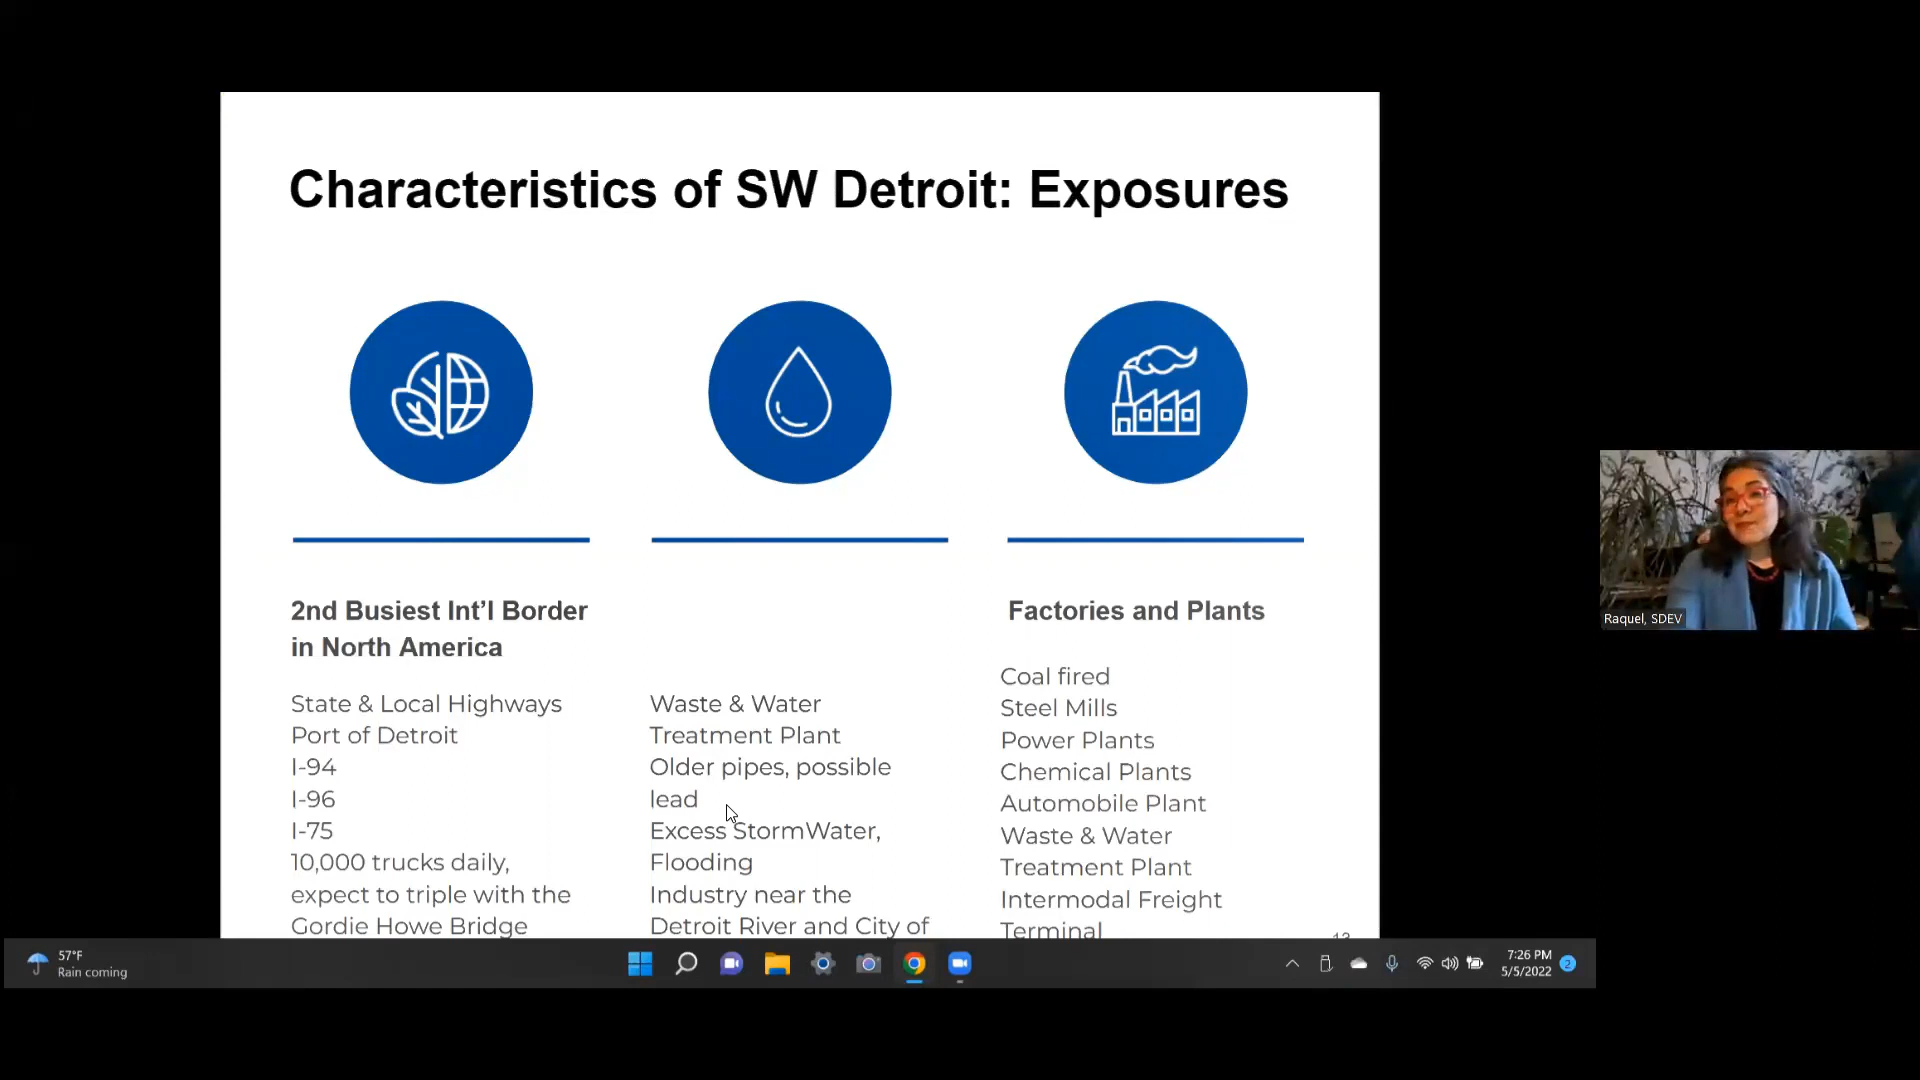 Characteristics of SW Detroit: Exposures
2nd Busiest Int’l Border
in North America
State & Local Highways
Port of Detroit
I-94
I-96
I-75
10,000 trucks daily,
expect to triple with the
Gordie Howe Bridge
Waste & Water
Treatment Plant
Older pipes, possible
lead
Excess StormWater,
Flooding
Industry near the
Detroit River and City of
Factories and Plants
Coal fired
Steel Mills
Power Plants
Chemical Plants
Automobile Plant
Waste & Water
Treatment Plant
Intermodal Freight
Terminal
Raquel, SDEV
57°F
Rain coming
7:26 PM
5/5/2022
2